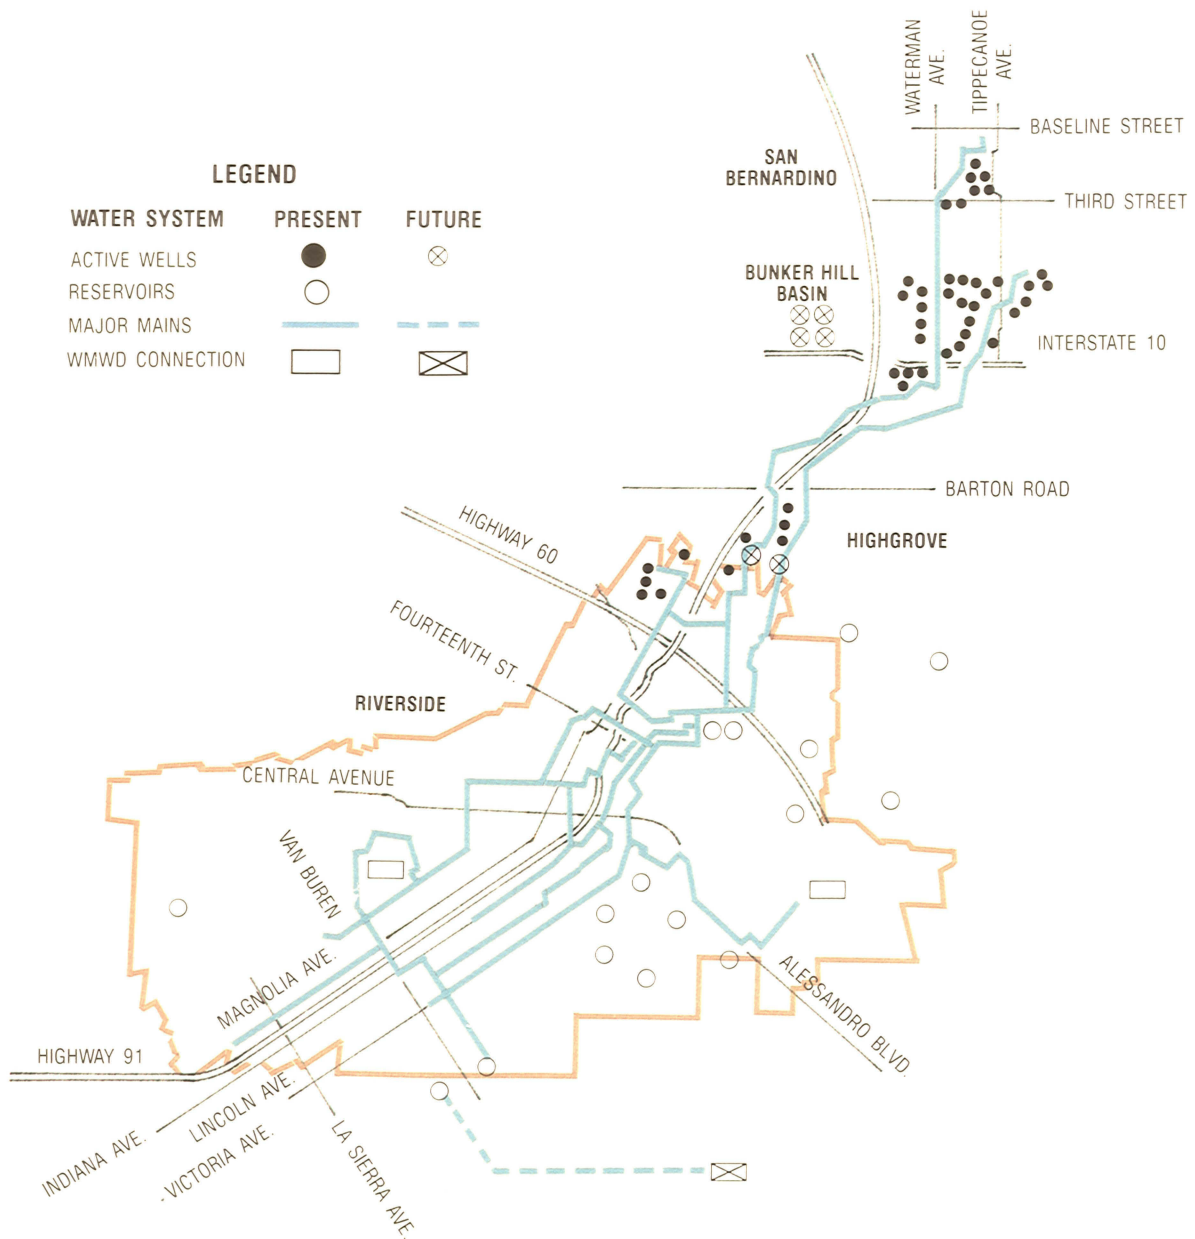 WATERMAN
AVE.
TIPPECANOE
AVE.
BASELINE STREET
SAN
BERNARDINO
LEGEND
THIRD STREET
WATER SYSTEM PRESENT FUTURE
ACTIVE WELLS
RESERVOIRS
MAJOR MAINS
WMWD CONNECTION
BUNKER HILL
BASIN
INTERSTATE 10
BARTON ROAD
HIGHWAY 60
HIGHGROVE
FOURTEENTH ST.
RIVERSIDE
CENTRAL AVENUE
VAN BUREN
MAGNOLIA AVE.
ALESSANDRO BLVD.
HIGHWAY 91
LINCOLN AVE.
INDIANA AVE.
VICTORIA AVE.
LA SIERRA AVE.